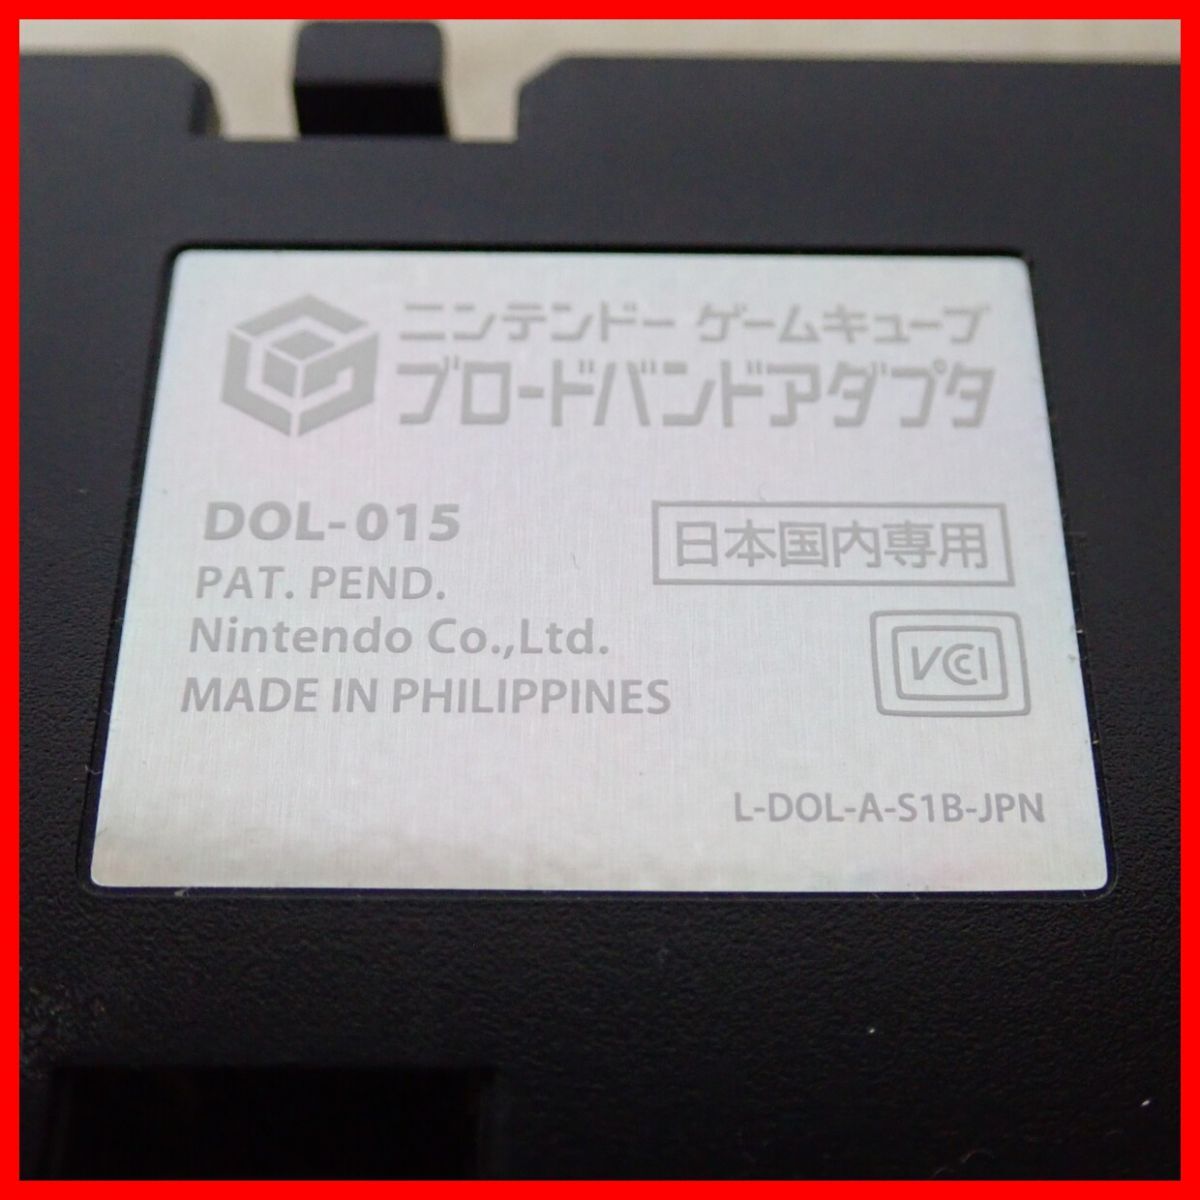 ニンテンドー ゲームキューブ
ブロードバンドアダプタ
DOL-015
日本国内専用
PAT. PEND.
Nintendo Co.,Ltd.
VCCI
MADE IN PHILIPPINES
L-DOL-A-S1B-JPN